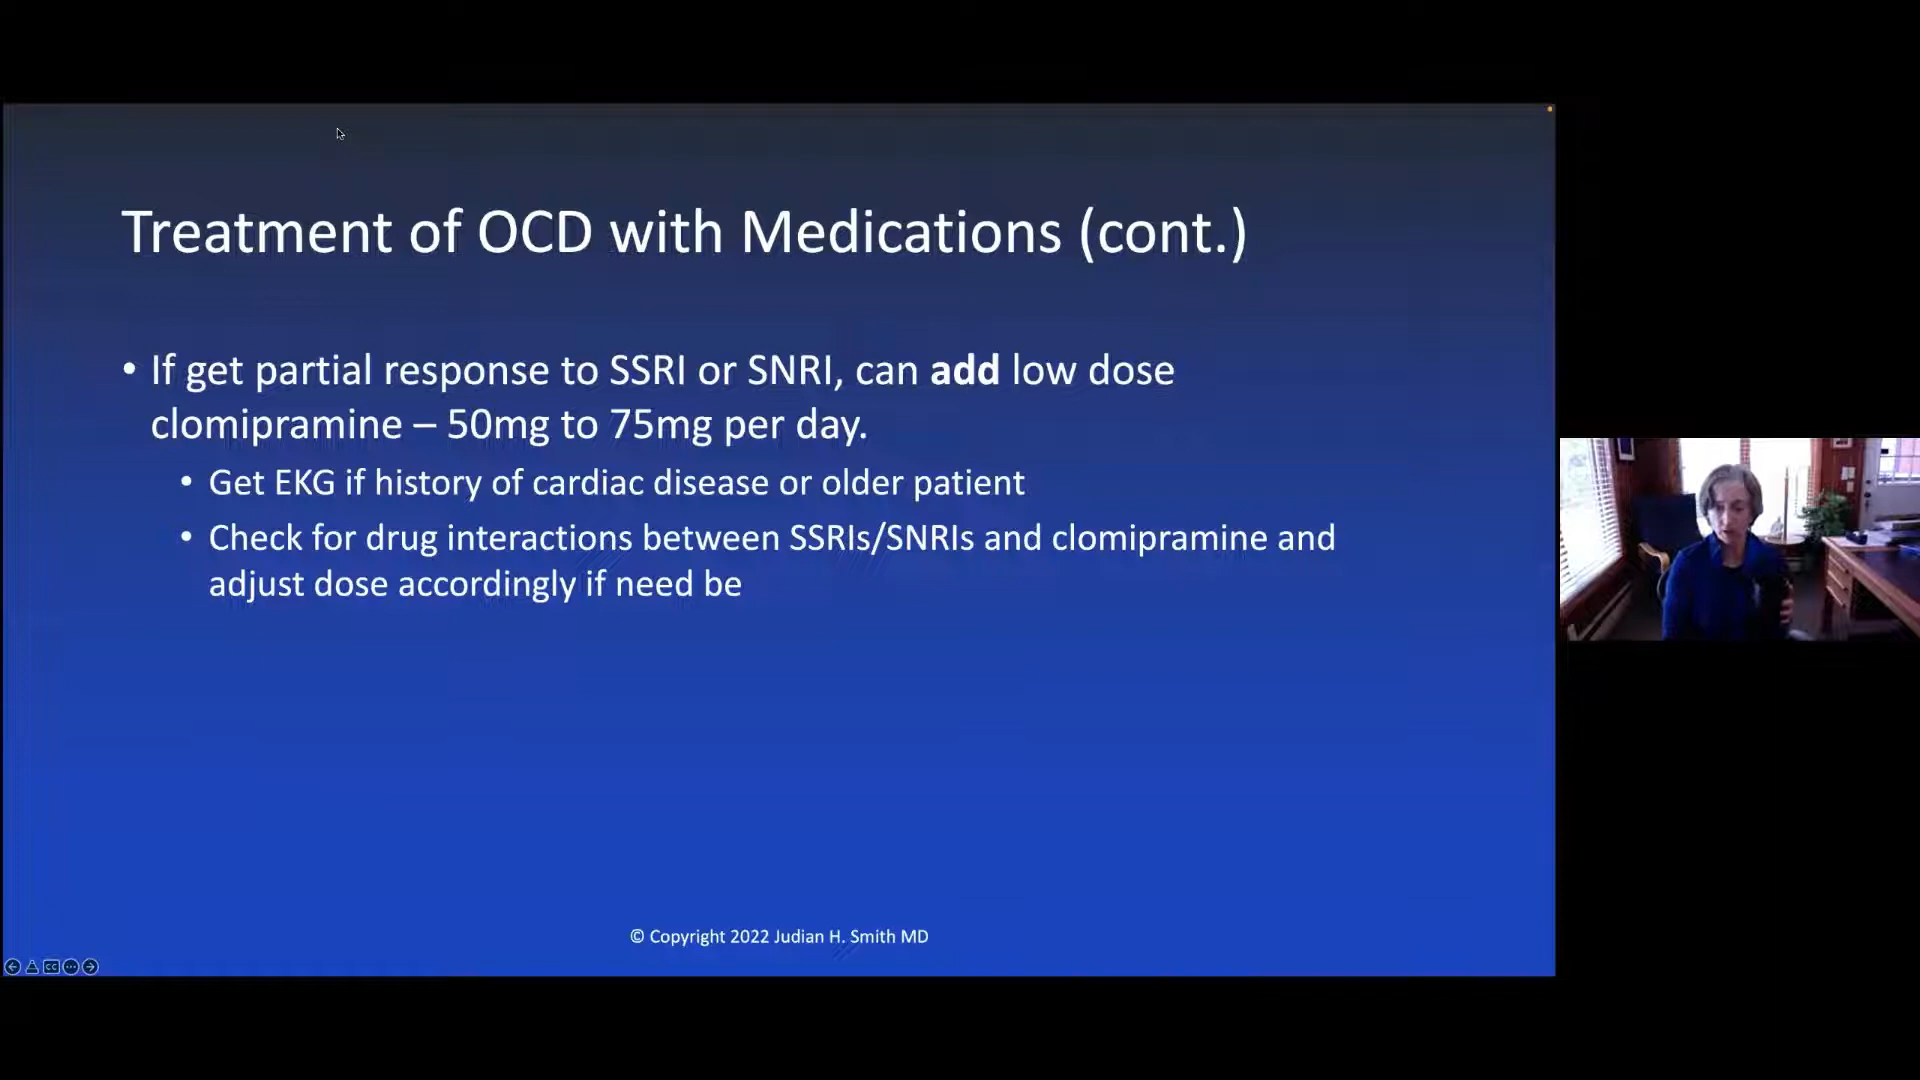 Treatment of OCD with Medications (cont.)
• If get partial response to SSRI or SNRI, can add low dose
clomipramine – 50mg to 75mg per day.
• Get EKG if history of cardiac disease or older patient
• Check for drug interactions between SSRIs/SNRIs and clomipramine and
adjust dose accordingly if need be
© Copyright 2022 Judian H. Smith MD
CC